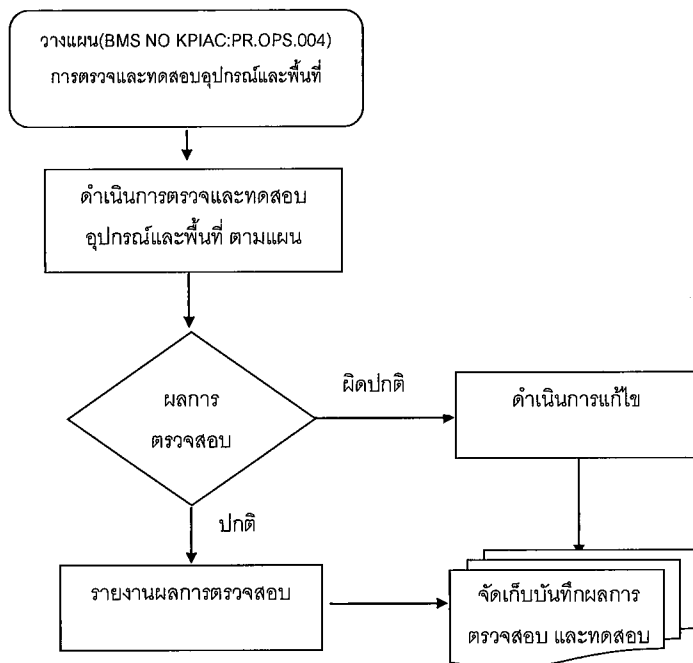 วางแผน(BMS NO KPIAC:PR.OPS.004)
การตรวจและทดสอบอุปกรณ์และพื้นที่
ดำเนินการตรวจและทดสอบ
อุปกรณ์และพื้นที่ ตามแผน
ผลการ
ตรวจสอบ
ผิดปกติ
ดำเนินการแก้ไข
ปกติ
รายงานผลการตรวจสอบ
จัดเก็บบันทึกผลการ
ตรวจสอบ และทดสอบ